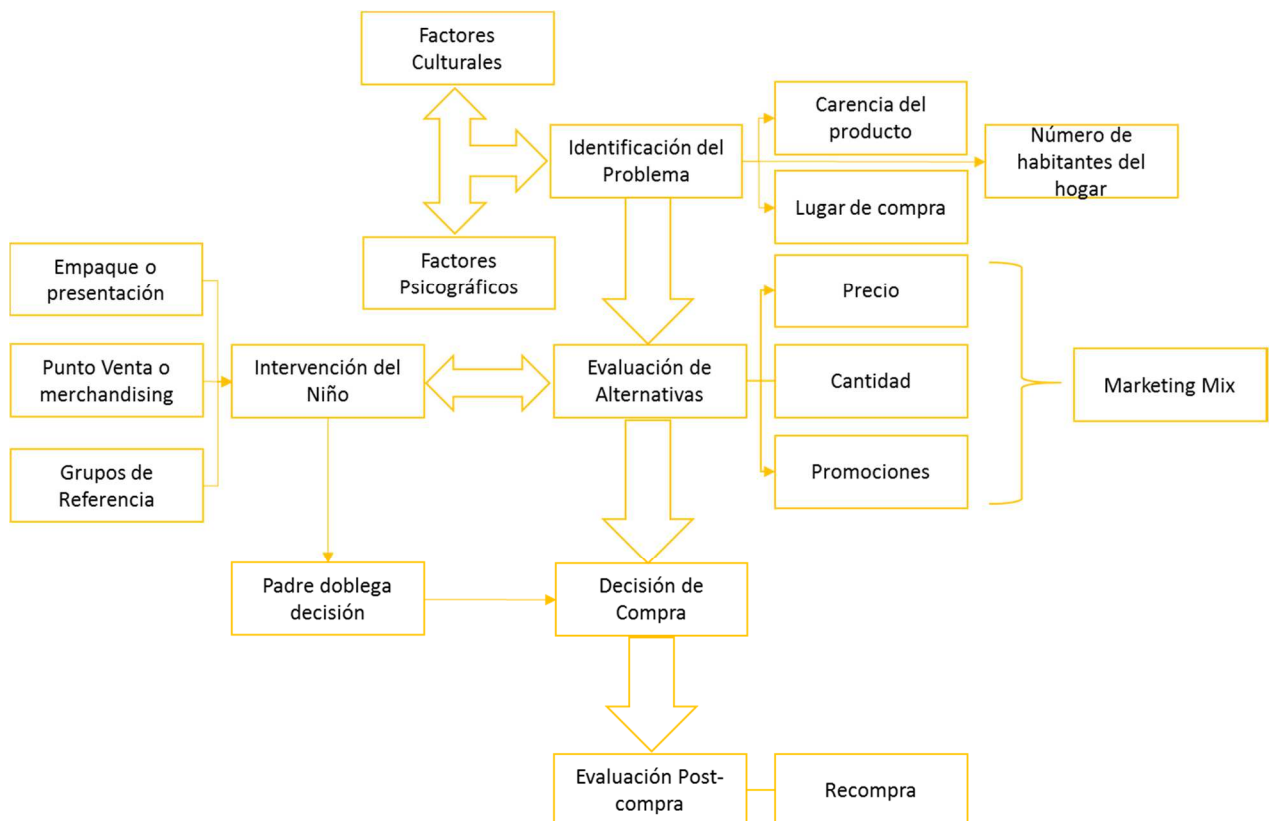 Factores
Culturales
Carencia del
producto
Identificación del
Problema
Número de
habitantes del
hogar
Lugar de compra
Factores
Psicográficos
Empaque o
presentación
Precio
Punto Venta o
merchandising
Intervención del
Niño
Evaluación de
Alternativas
Cantidad
Marketing Mix
Grupos de
Referencia
Promociones
Padre doblega
decisión
Decisión de
Compra
Evaluación Post-
compra
Recompra